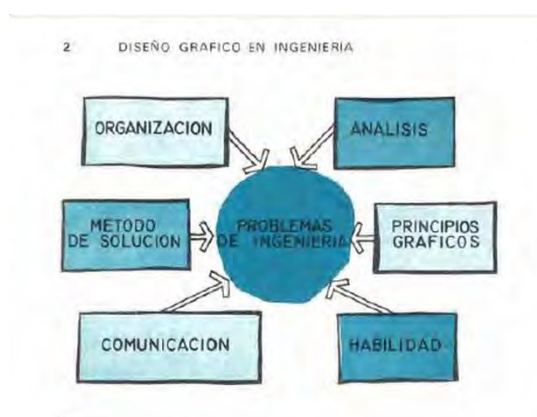 2 DISEÑO GRAFICO EN INGENIERIA
ORGANIZACION
ANALISIS
METODO
DE SOLUCION
PROBLEMAS
DE INGENIERIA
PRINCIPIOS
GRAFICOS
COMUNICACION
HABILIDAD